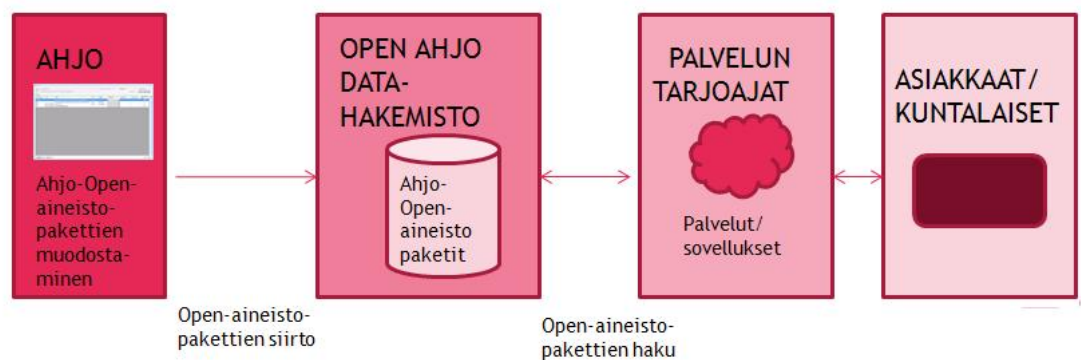 AHJO
Ahjo-Open-
aineisto-
pakettien
muodosta-
minen
Open-aineisto-
pakettien siirto
OPEN AHJO
DATA-
HAKEMISTO
Ahjo-
Open-
aineisto
paketit
Open-aineisto-
pakettien haku
PALVELUN
TARJOAJAT
Palvelut/
sovellukset
ASIAKKAAT/
KUNTALAISET